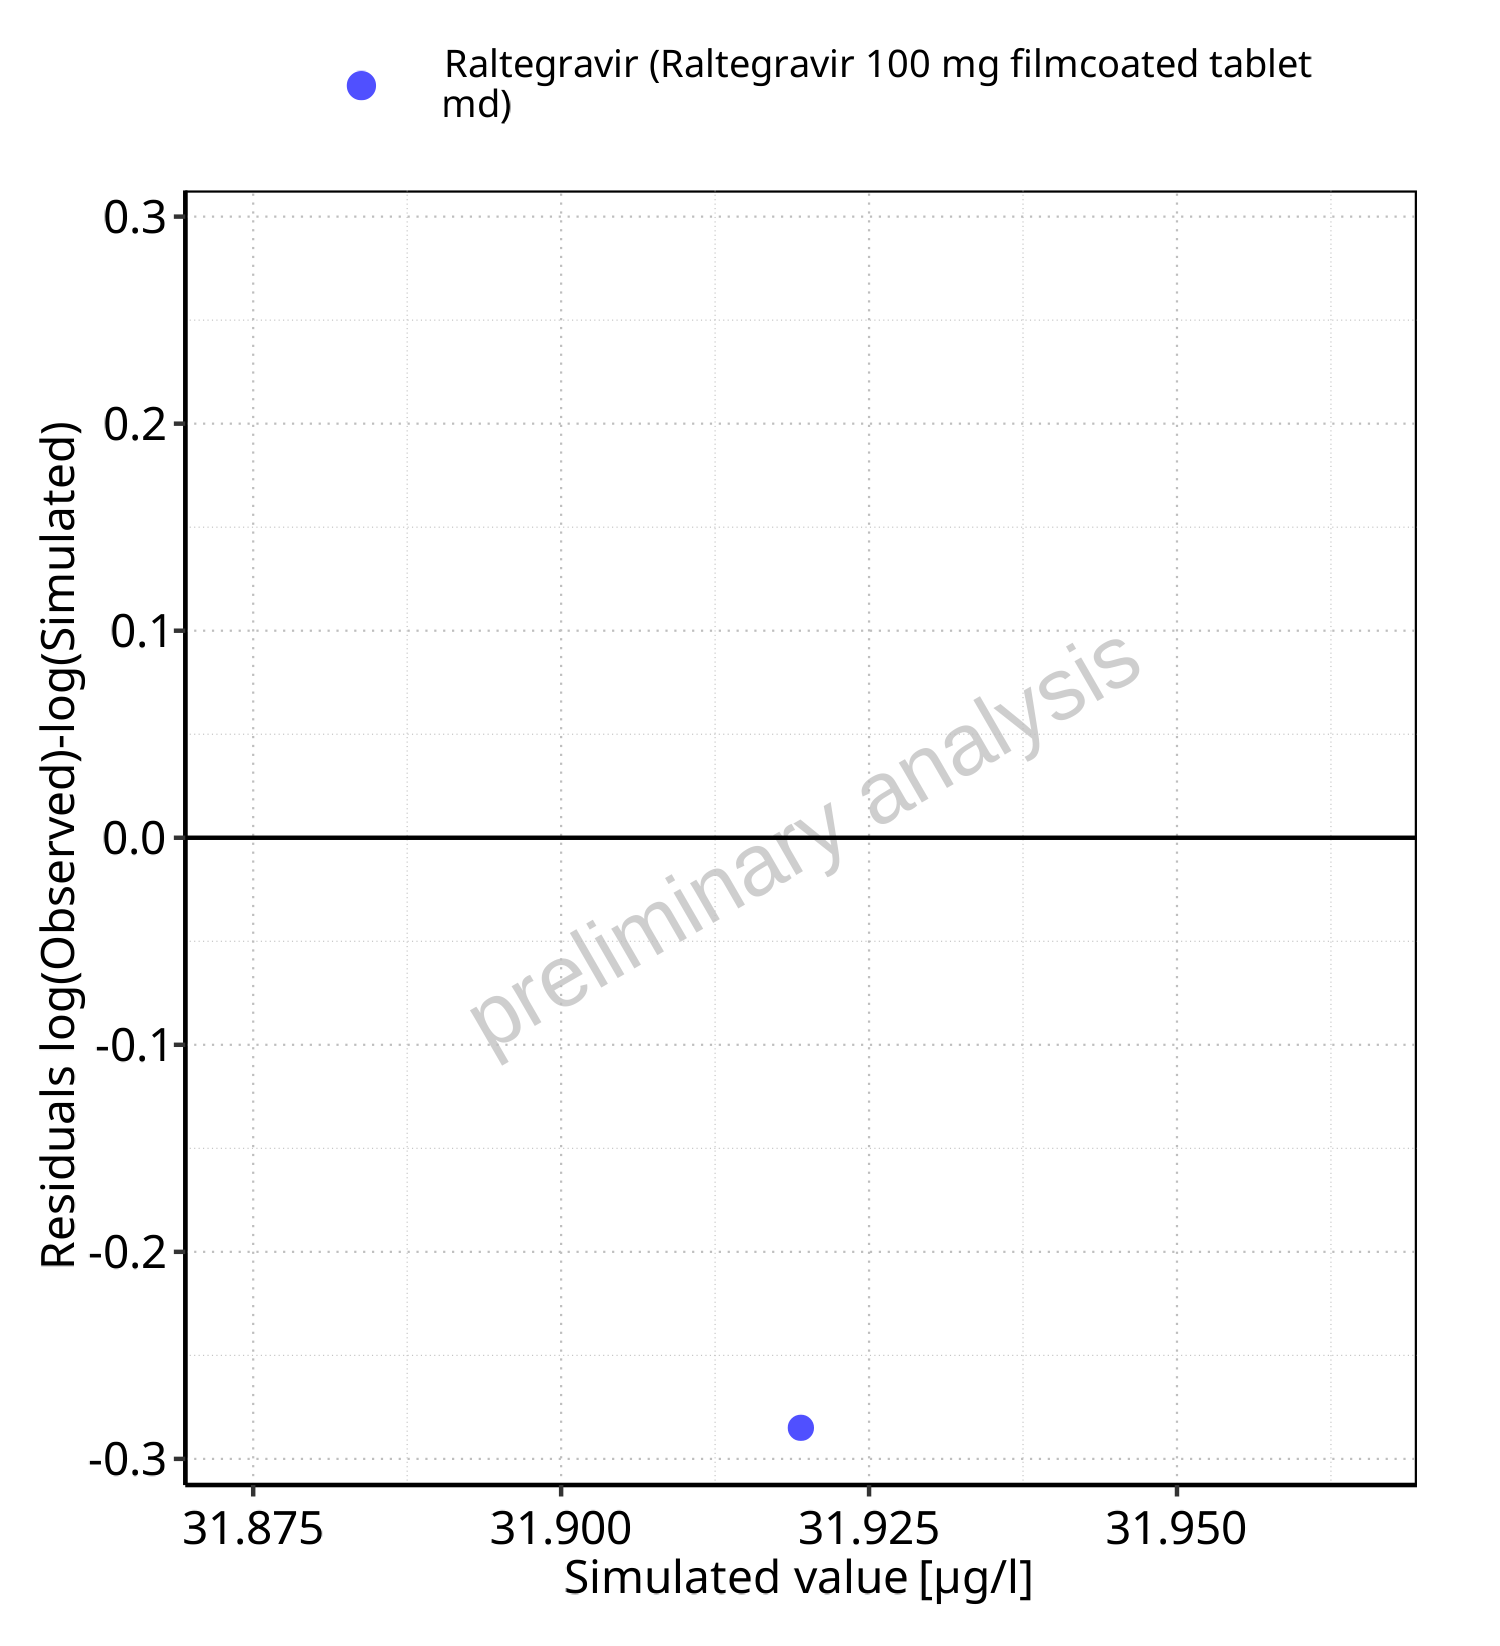 Raltegravir (Raltegravir 100 mg filmcoated tablet
md)
0.3
0.2
0.1
0.0
-0.1
-0.2
-0.3
Residuals log(Observed)-log(Simulated)
preliminary analysis
31.875 31.900 31.925 31.950
Simulated value [µg/l]